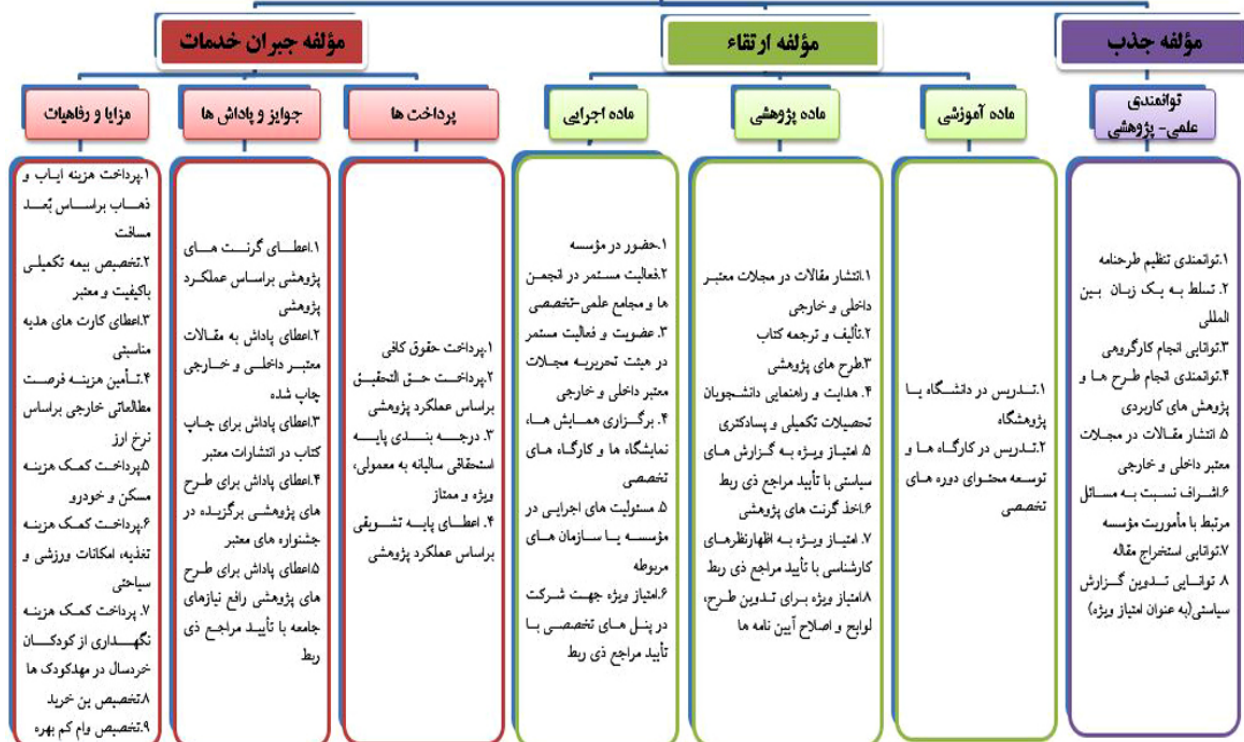 مؤلفه جذب
مؤلفه ارتقاء
مؤلفه جبران خدمات
توانمندی
علمی- پژوهشی
ماده آموزشی
ماده پژوهشی
ماده اجرایی
پرداخت ها
جوایز و پاداش ها
مزایا و رفاهیات
۱.توانمندی تنظیم طرحنامه
۲. تسلط به یک زبان بین
المللی
۳.توانایی انجام کارگروهی
۴.توانمندی انجام طرح ها و
پژوهش های کاربردی
۵. انتشار مقالات در مجلات
معتبر داخلی و خارجی
۶.اشراف نسبت به مسائل
مرتبط با مأموریت مؤسسه
۷.توانایی استخراج مقاله
۸. توانایی تدوین گزارش
سیاستی(به عنوان امتیاز ویژه)
۱.تدریس در دانشگاه یا
پژوهشگاه
۲.تدریس در کارگاه ها و
توسعه محتوای دوره های
تخصصی
۱.انتشار مقالات در مجلات معتبر
داخلی و خارجی
۲.تألیف و ترجمه کتاب
۳.طرح های پژوهشی
۴. هدایت و راهنمایی دانشجویان
تحصیلات تکمیلی و پسادکتری
۵. امتیاز ویژه به گزارش های
سیاستی با تأیید مراجع ذی ربط
۶.اخذ گرنت های پژوهشی
۷. امتیاز ویژه به اظهارنظرهای
کارشناسی با تأیید مراجع ذی ربط
۸.امتیاز ویژه برای تدوین طرح،
لوایح و اصلاح آیین نامه ها
۱.حضور در مؤسسه
۲.فعالیت مستمر در انجمن
ها و مجامع علمی-تخصصی
۳. عضویت و فعالیت مستمر
در هیئت تحریریه مجلات
معتبر داخلی و خارجی
۴. برگزاری همایش ها،
نمایشگاه ها و کارگاه های
تخصصی
۵. مسئولیت های اجرایی در
مؤسسه یا سازمان های
مربوطه
۶.امتیاز ویژه جهت شرکت
در پنل های تخصصی با
تأیید مراجع ذی ربط
۱.پرداخت حقوق کافی
۲.پرداخت حق التحقیق
براساس عملکرد پژوهشی
۳. درجه بندی پایه
استحقاقی سالیانه به معمولی،
ویژه و ممتاز
۴. اعطای پایه تشویقی
براساس عملکرد پژوهشی
۱.اعطای گرنت های
پژوهشی براساس عملکرد
پژوهشی
۲.اعطای پاداش به مقالات
معتبر داخلی و خارجی
چاپ شده
۳.اعطای پاداش برای چاپ
کتاب در انتشارات معتبر
۴.اعطای پاداش برای طرح
های پژوهشی برگزیده در
جشنواره های معتبر
۵.اعطای پاداش برای طرح
های پژوهشی رافع نیازهای
جامعه با تأیید مراجع ذی
ربط
۱.پرداخت هزینه ایاب و
ذهاب براساس بُعد
مسافت
۲.تخصیص بیمه تکمیلی
باکیفیت و معتبر
۳.اعطای کارت های هدیه
مناسبتی
۴.تأمین هزینه فرصت
مطالعاتی خارجی براساس
نرخ ارز
۵.پرداخت کمک هزینه
مسکن و خودرو
۶.پرداخت کمک هزینه
تغذیه، امکانات ورزشی و
سیاحتی
۷. پرداخت کمک هزینه
نگهداری از کودکان
خردسال در مهدکودک ها
۸.تخصیص بن خرید
۹.تخصیص وام کم بهره